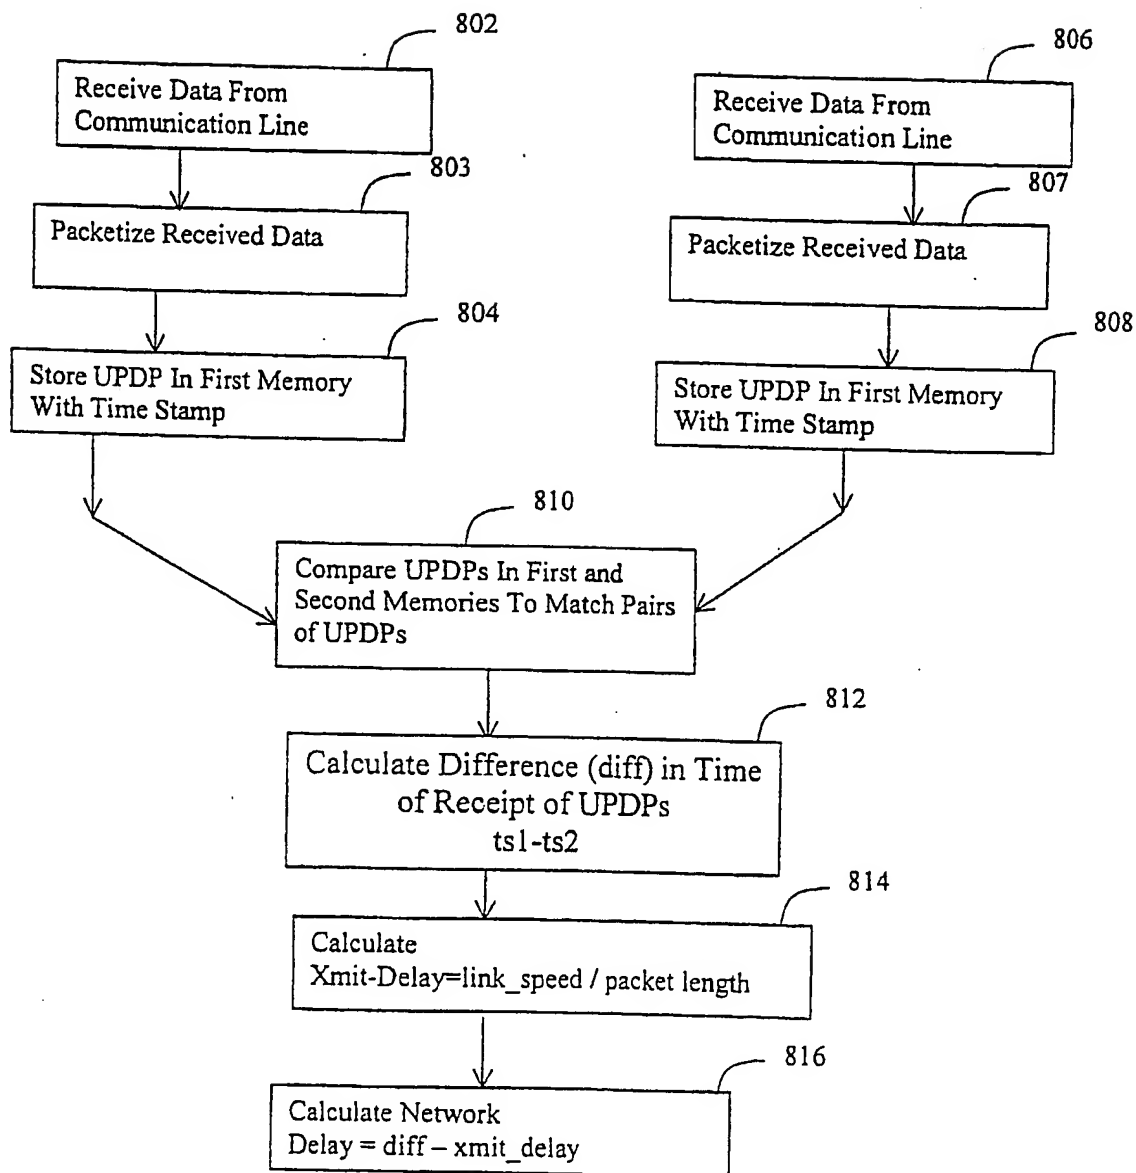 802
Receive Data From
Communication Line
803
Packetize Received Data
804
Store UPDP In First Memory
With Time Stamp
806
Receive Data From
Communication Line
807
Packetize Received Data
808
Store UPDP In First Memory
With Time Stamp
810
Compare UPDPs In First and
Second Memories To Match Pairs
of UPDPs
812
Calculate Difference (diff) in Time
of Receipt of UPDPs
ts1-ts2
814
Calculate
Xmit-Delay=link_speed / packet length
816
Calculate Network
Delay = diff – xmit_delay